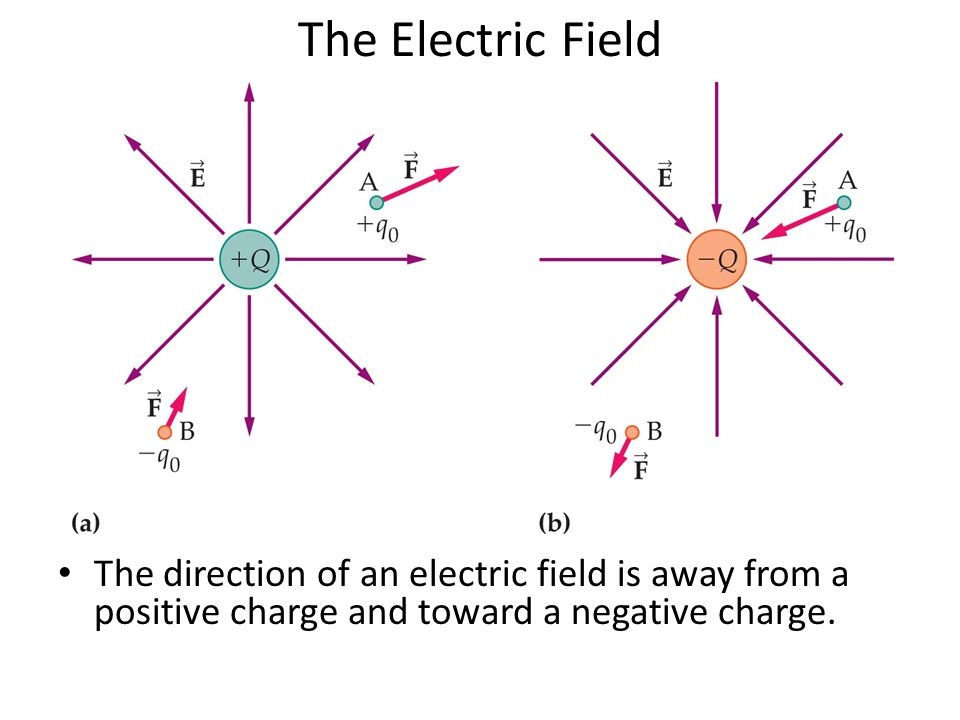 The Electric Field
E⃗
F⃗
A
+q₀
+Q
F⃗
B
−q₀
(a)
E⃗
F⃗
A
+q₀
−Q
−q₀
B
F⃗
(b)
• The direction of an electric field is away from a
positive charge and toward a negative charge.